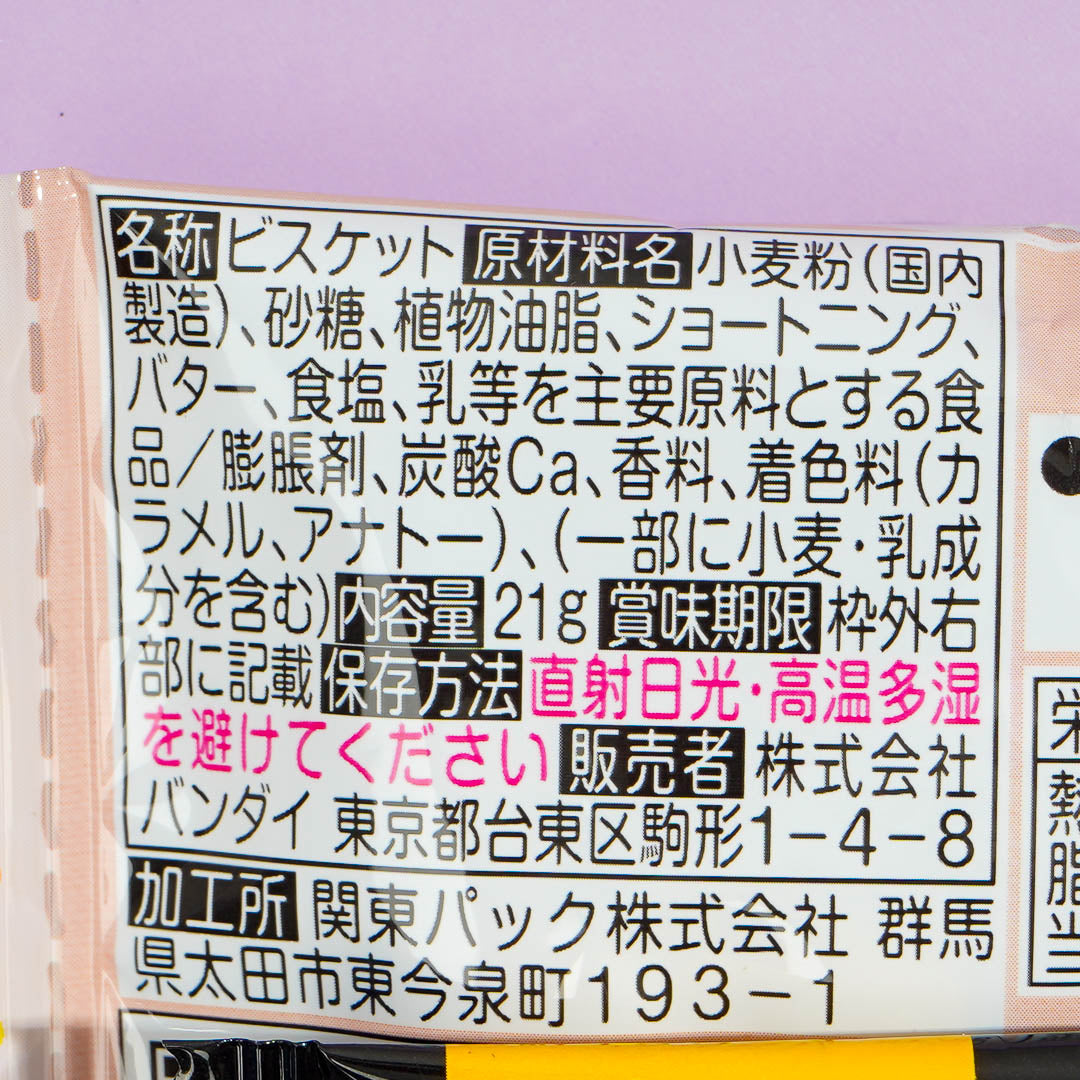 名称 ビスケット 原材料名 小麦粉(国内
製造)、砂糖、植物油脂、ショートニング、
バター、食塩、乳等を主要原料とする食
品/膨脹剤、炭酸Ca、香料、着色料(カ
ラメル、アナトー)、(一部に小麦・乳成
分を含む) 内容量 21g 賞味期限 枠外右
部に記載 保存方法 直射日光・高温多湿
を避けてください 販売者 株式会社
バンダイ 東京都台東区駒形1-4-8
加工所 関東パック株式会社 群馬
県太田市東今泉町193-1
栄
熱
脂
当